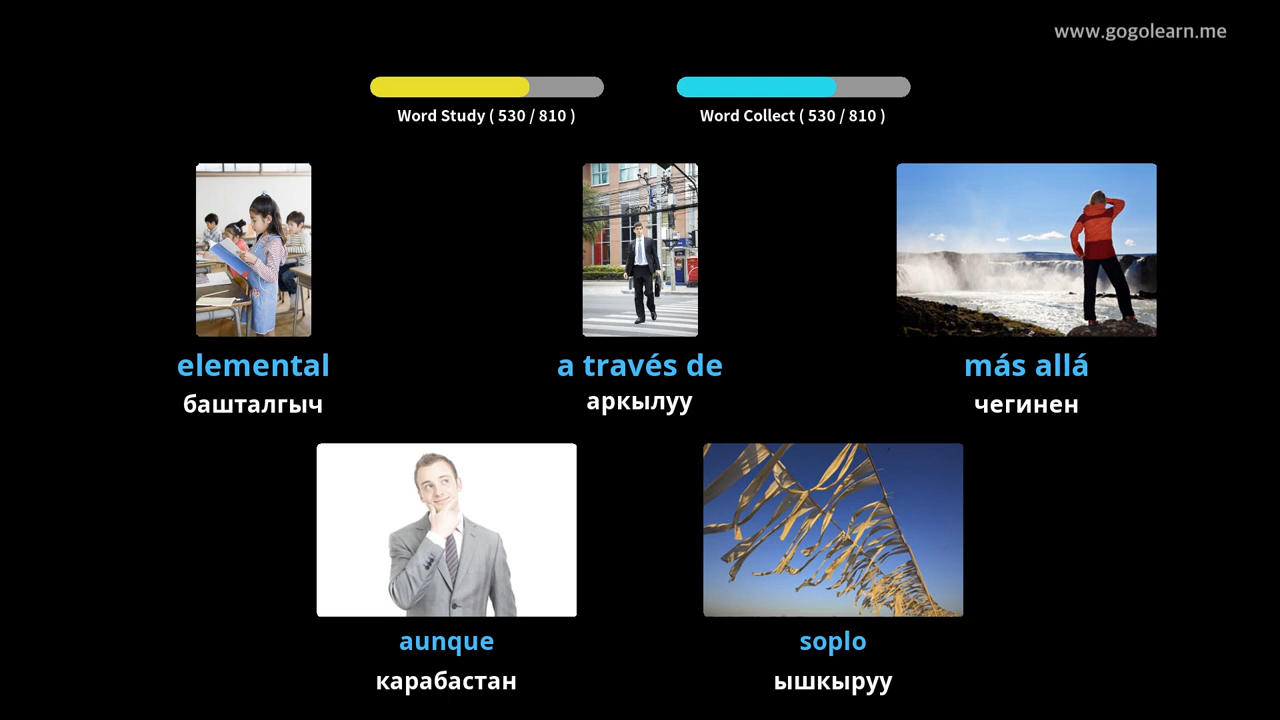 www.gogolearn.me
Word Study ( 530 / 810 )
Word Collect ( 530 / 810 )
elemental
башталгыч
a través de
аркылуу
más allá
чегинен
aunque
карабастан
soplo
ышкыруу